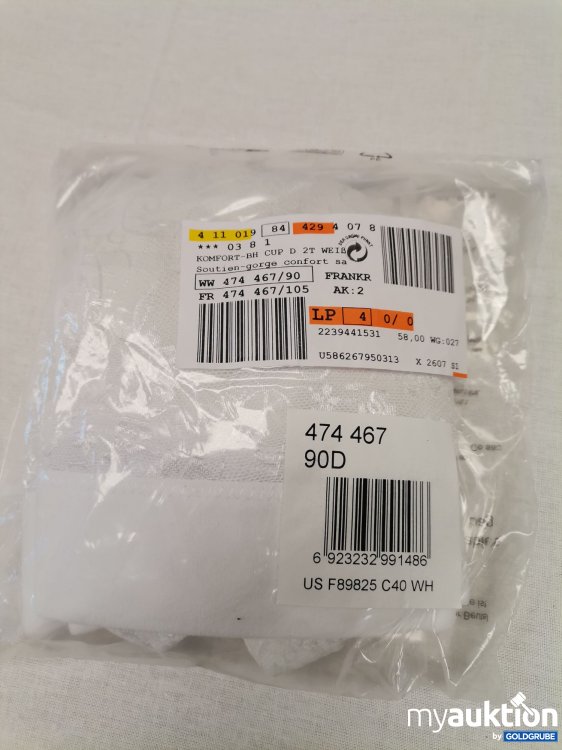 4 11 019 84 429 4 07 8
*** 03 8 1
KOMFORT-BH CUP D 2T WEIß
Soutien-gorge confort sa
WW 474 467/90 FRANKR
FR 474 467/105 AK:2
LP 4 0/ 0
2239441531 58,00 WG:027
U586267950313 X 2607 SI
474 467
90D
6 923232 991486
US F89825 C40 WH
myauktion
by GOLDGRUBE